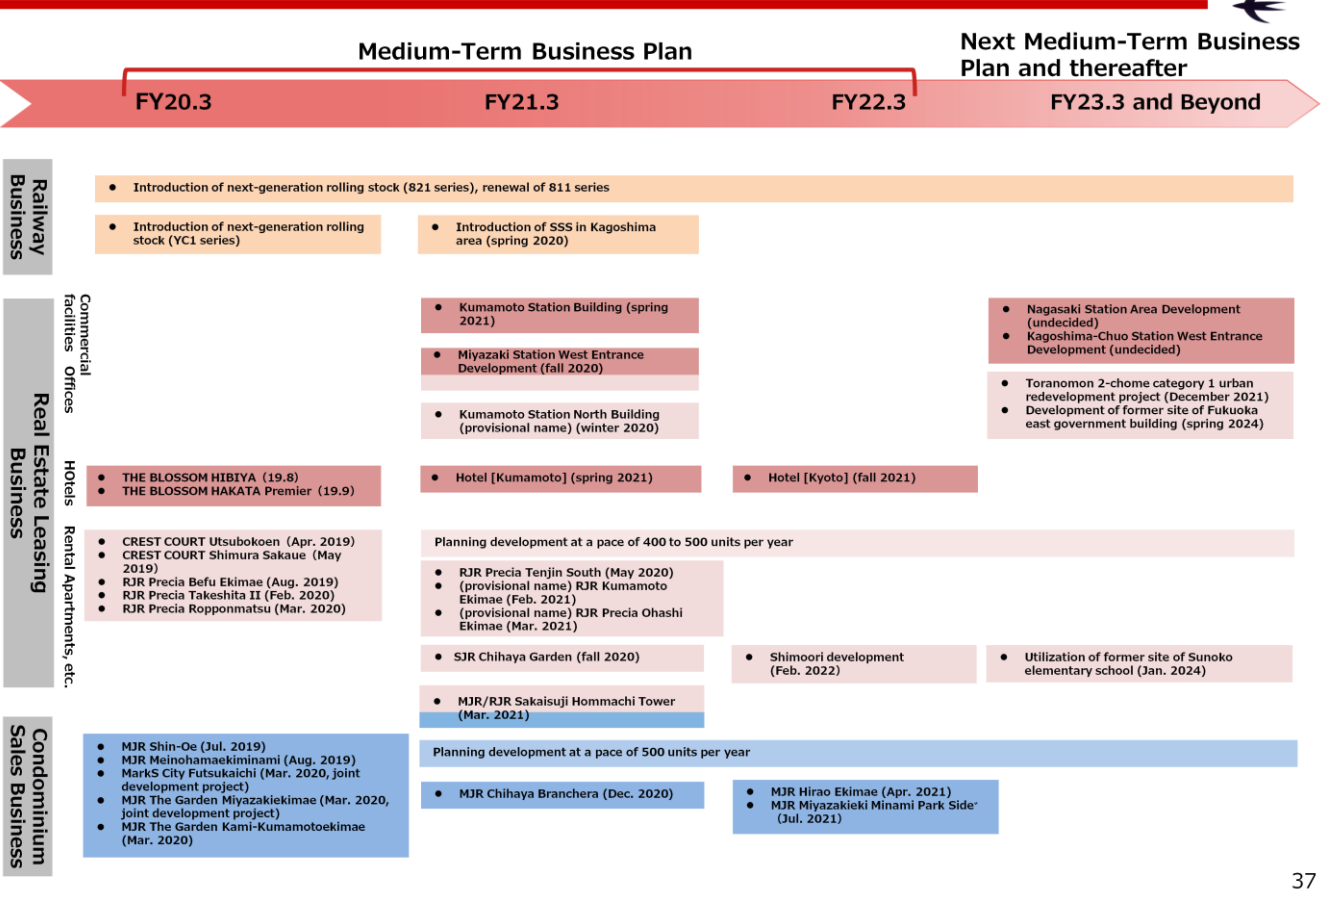 Medium-Term Business Plan
Next Medium-Term Business
Plan and thereafter
FY20.3
FY21.3
FY22.3
FY23.3 and Beyond
Railway
Business
● Introduction of next-generation rolling stock (821 series), renewal of 811 series
● Introduction of next-generation rolling
stock (YC1 series)
● Introduction of SSS in Kagoshima
area (spring 2020)
Real Estate Leasing
Business
Commercial
facilities
Offices
● Kumamoto Station Building (spring
2021)
● Miyazaki Station West Entrance
Development (fall 2020)
● Kumamoto Station North Building
(provisional name) (winter 2020)
● Nagasaki Station Area Development
(undecided)
● Kagoshima-Chuo Station West Entrance
Development (undecided)
● Toranomon 2-chome category 1 urban
redevelopment project (December 2021)
● Development of former site of Fukuoka
east government building (spring 2024)
HOtels
● THE BLOSSOM HIBIYA（19.8）
● THE BLOSSOM HAKATA Premier（19.9）
● Hotel [Kumamoto] (spring 2021)
● Hotel [Kyoto] (fall 2021)
Rental Apartments, etc.
● CREST COURT Utsubokoen（Apr. 2019）
● CREST COURT Shimura Sakaue（May
2019）
● RJR Precia Befu Ekimae (Aug. 2019)
● RJR Precia Takeshita II (Feb. 2020)
● RJR Precia Ropponmatsu (Mar. 2020)
Planning development at a pace of 400 to 500 units per year
● RJR Precia Tenjin South (May 2020)
● (provisional name) RJR Kumamoto
Ekimae (Feb. 2021)
● (provisional name) RJR Precia Ohashi
Ekimae (Mar. 2021)
● SJR Chihaya Garden (fall 2020)
● Shimoori development
(Feb. 2022）
● Utilization of former site of Sunoko
elementary school (Jan. 2024)
● MJR/RJR Sakaisuji Hommachi Tower
(Mar. 2021)
Condominium
Sales Business
● MJR Shin-Oe (Jul. 2019)
● MJR Meinohamaekiminami (Aug. 2019)
● MarkS City Futsukaichi (Mar. 2020, joint
development project)
● MJR The Garden Miyazakiekimae (Mar. 2020,
joint development project)
● MJR The Garden Kami-Kumamotoekimae
(Mar. 2020)
Planning development at a pace of 500 units per year
● MJR Chihaya Branchera (Dec. 2020)
● MJR Hirao Ekimae (Apr. 2021)
● MJR Miyazakieki Minami Park Side
（Jul. 2021）
37